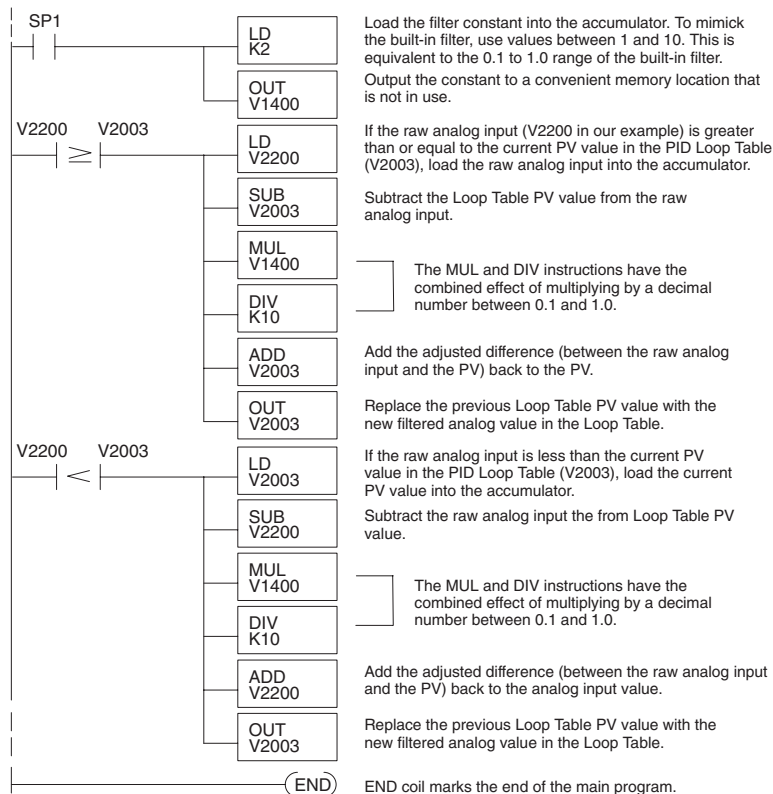 SP1
LD
K2
Load the filter constant into the accumulator. To mimick
the built-in filter, use values between 1 and 10. This is
equivalent to the 0.1 to 1.0 range of the built-in filter.
OUT
V1400
Output the constant to a convenient memory location that
is not in use.
V2200 V2003
≥
LD
V2200
If the raw analog input (V2200 in our example) is greater
than or equal to the current PV value in the PID Loop Table
(V2003), load the raw analog input into the accumulator.
SUB
V2003
Subtract the Loop Table PV value from the raw
analog input.
MUL
V1400
DIV
K10
The MUL and DIV instructions have the
combined effect of multiplying by a decimal
number between 0.1 and 1.0.
ADD
V2003
Add the adjusted difference (between the raw analog
input and the PV) back to the PV.
OUT
V2003
Replace the previous Loop Table PV value with the
new filtered analog value in the Loop Table.
V2200 V2003
<
LD
V2003
If the raw analog input is less than the current PV
value in the PID Loop Table (V2003), load the current
PV value into the accumulator.
SUB
V2200
Subtract the raw analog input the from Loop Table PV
value.
MUL
V1400
DIV
K10
The MUL and DIV instructions have the
combined effect of multiplying by a decimal
number between 0.1 and 1.0.
ADD
V2200
Add the adjusted difference (between the raw analog input
and the PV) back to the analog input value.
OUT
V2003
Replace the previous Loop Table PV value with the
new filtered analog value in the Loop Table.
END
END coil marks the end of the main program.